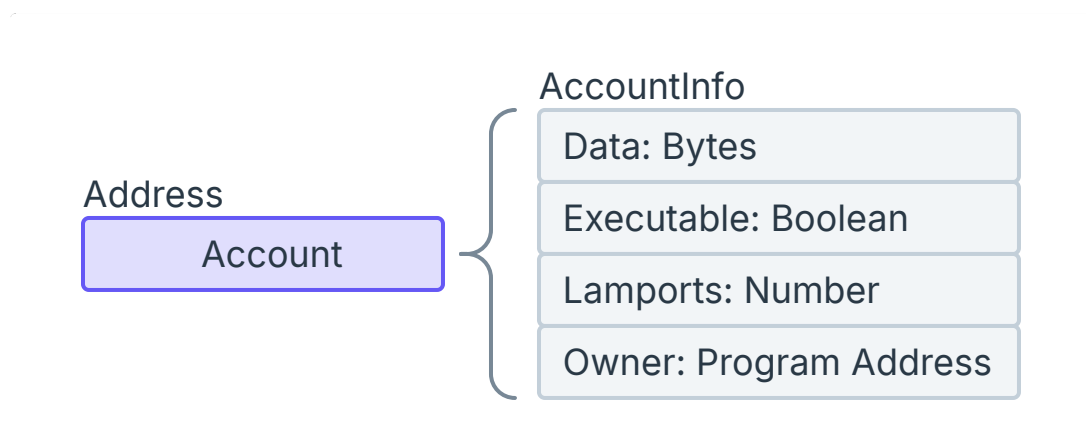 Address
Account
AccountInfo
Data: Bytes
Executable: Boolean
Lamports: Number
Owner: Program Address